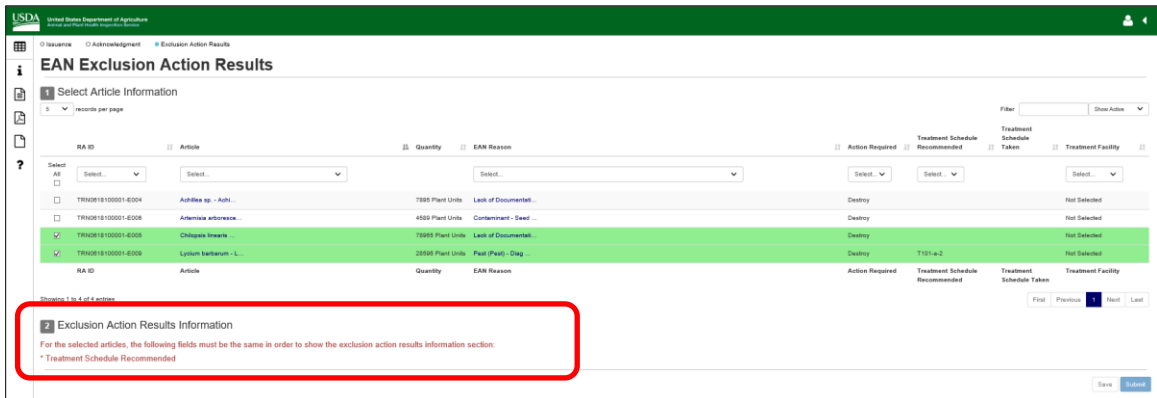 USDA United States Department of Agriculture
Animal and Plant Health Inspection Service
Issuance Acknowledgment Exclusion Action Results
EAN Exclusion Action Results
1 Select Article Information
5 records per page Filter Show Active
RA ID Article Quantity EAN Reason Action Required Treatment Schedule Recommended Treatment Schedule Taken Treatment Facility
Select All Select... Select... Select... Select... Select... Select...
TRN0618100001-E004 Achillea sp. - Achi... 7895 Plant Units Lack of Documentati... Destroy Not Selected
TRN0618100001-E006 Artemisia arboresce... 4589 Plant Units Contaminant - Seed ... Destroy Not Selected
TRN0618100001-E005 Chilopsis linearis ... 78965 Plant Units Lack of Documentati... Destroy Not Selected
TRN0618100001-E009 Lycium barbarum - L... 28596 Plant Units Pest (Pest) - Diag ... Destroy T101-a-2 Not Selected
RA ID Article Quantity EAN Reason Action Required Treatment Schedule Recommended Treatment Schedule Taken Treatment Facility
Showing 1 to 4 of 4 entries First Previous 1 Next Last
2 Exclusion Action Results Information
For the selected articles, the following fields must be the same in order to show the exclusion action results information section:
* Treatment Schedule Recommended
Save Submit